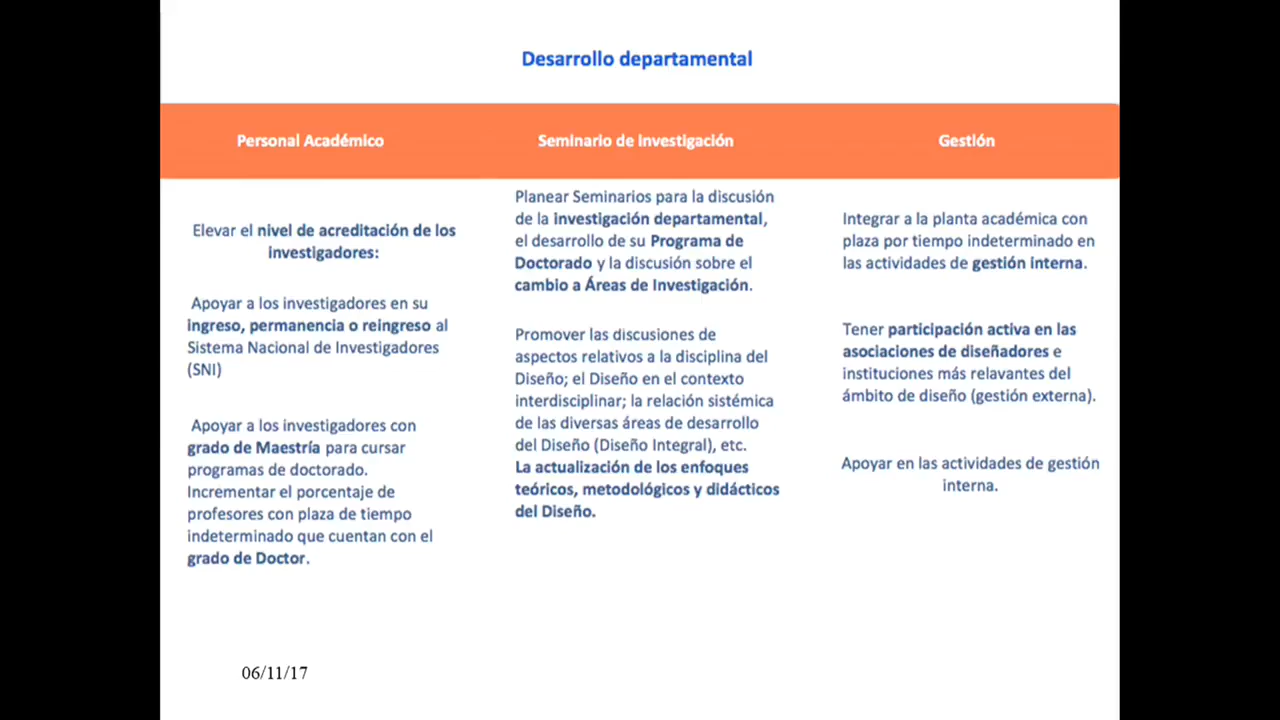 Desarrollo departamental
Personal Académico
Seminario de Investigación
Gestión
Elevar el nivel de acreditación de los
investigadores:
Apoyar a los investigadores en su
ingreso, permanencia o reingreso al
Sistema Nacional de Investigadores
(SNI)
Apoyar a los investigadores con
grado de Maestría para cursar
programas de doctorado.
Incrementar el porcentaje de
profesores con plaza de tiempo
indeterminado que cuentan con el
grado de Doctor.
Planear Seminarios para la discusión
de la investigación departamental,
el desarrollo de su Programa de
Doctorado y la discusión sobre el
cambio a Áreas de Investigación.
Promover las discusiones de
aspectos relativos a la disciplina del
Diseño; el Diseño en el contexto
interdisciplinar; la relación sistémica
de las diversas áreas de desarrollo
del Diseño (Diseño Integral), etc.
La actualización de los enfoques
teóricos, metodológicos y didácticos
del Diseño.
Integrar a la planta académica con
plaza por tiempo indeterminado en
las actividades de gestión interna.
Tener participación activa en las
asociaciones de diseñadores e
instituciones más relavantes del
ámbito de diseño (gestión externa).
Apoyar en las actividades de gestión
interna.
06/11/17